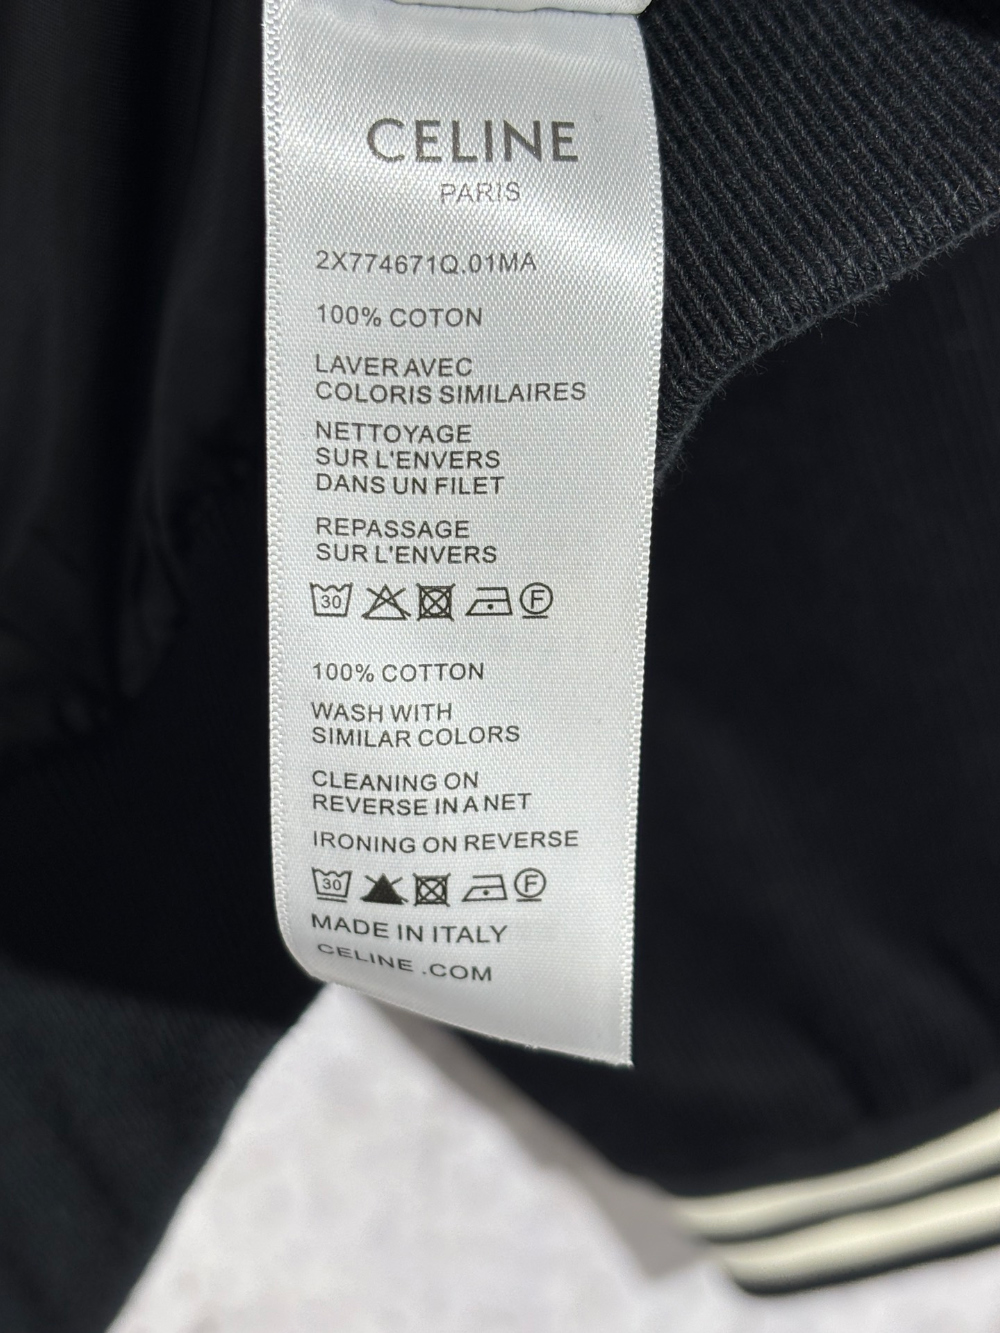 CELINE
PARIS
2X774671Q.01MA
100% COTON
LAVER AVEC
COLORIS SIMILAIRES
NETTOYAGE
SUR L'ENVERS
DANS UN FILET
REPASSAGE
SUR L'ENVERS
30 F
100% COTTON
WASH WITH
SIMILAR COLORS
CLEANING ON
REVERSE IN A NET
IRONING ON REVERSE
30 F
MADE IN ITALY
CELINE .COM